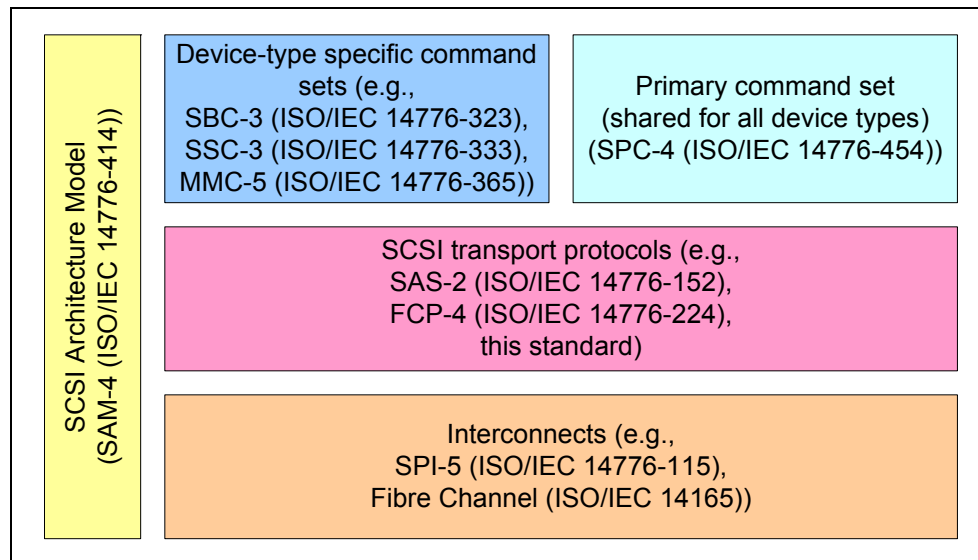 SCSI Architecture Model
(SAM-4 (ISO/IEC 14776-414))
Device-type specific command
sets (e.g.,
SBC-3 (ISO/IEC 14776-323),
SSC-3 (ISO/IEC 14776-333),
MMC-5 (ISO/IEC 14776-365))
Primary command set
(shared for all device types)
(SPC-4 (ISO/IEC 14776-454))
SCSI transport protocols (e.g.,
SAS-2 (ISO/IEC 14776-152),
FCP-4 (ISO/IEC 14776-224),
this standard)
Interconnects (e.g.,
SPI-5 (ISO/IEC 14776-115),
Fibre Channel (ISO/IEC 14165))